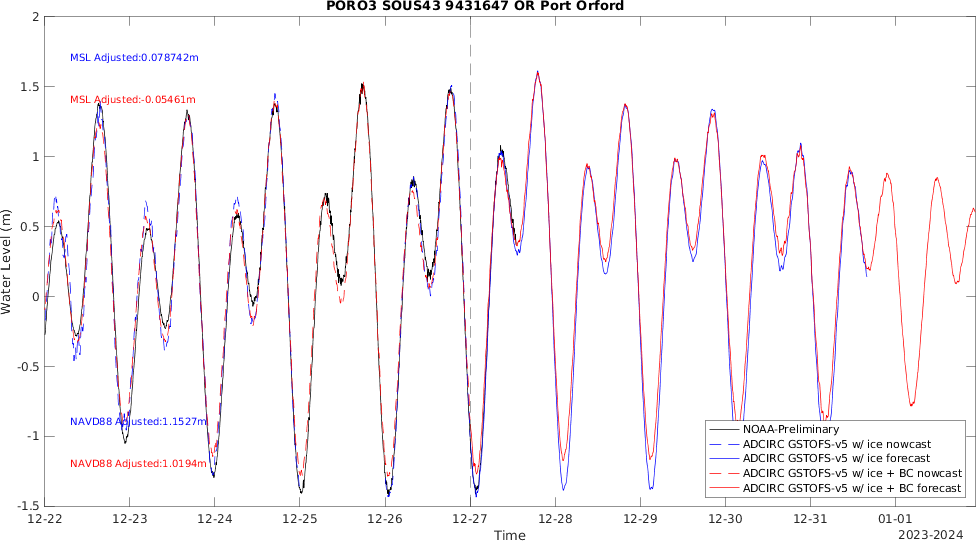 PORO3 SOUS43 9431647 OR Port Orford
2
1.5
1
0.5
0
-0.5
-1
-1.5
Water Level (m)
MSL Adjusted:0.078742m
MSL Adjusted:-0.05461m
NAVD88 Adjusted:1.1527m
NAVD88 Adjusted:1.0194m
NOAA-Preliminary
ADCIRC GSTOFS-v5 w/ ice nowcast
ADCIRC GSTOFS-v5 w/ ice forecast
ADCIRC GSTOFS-v5 w/ ice + BC nowcast
ADCIRC GSTOFS-v5 w/ ice + BC forecast
12-22 12-23 12-24 12-25 12-26 12-27 12-28 12-29 12-30 12-31 01-01
Time
2023-2024